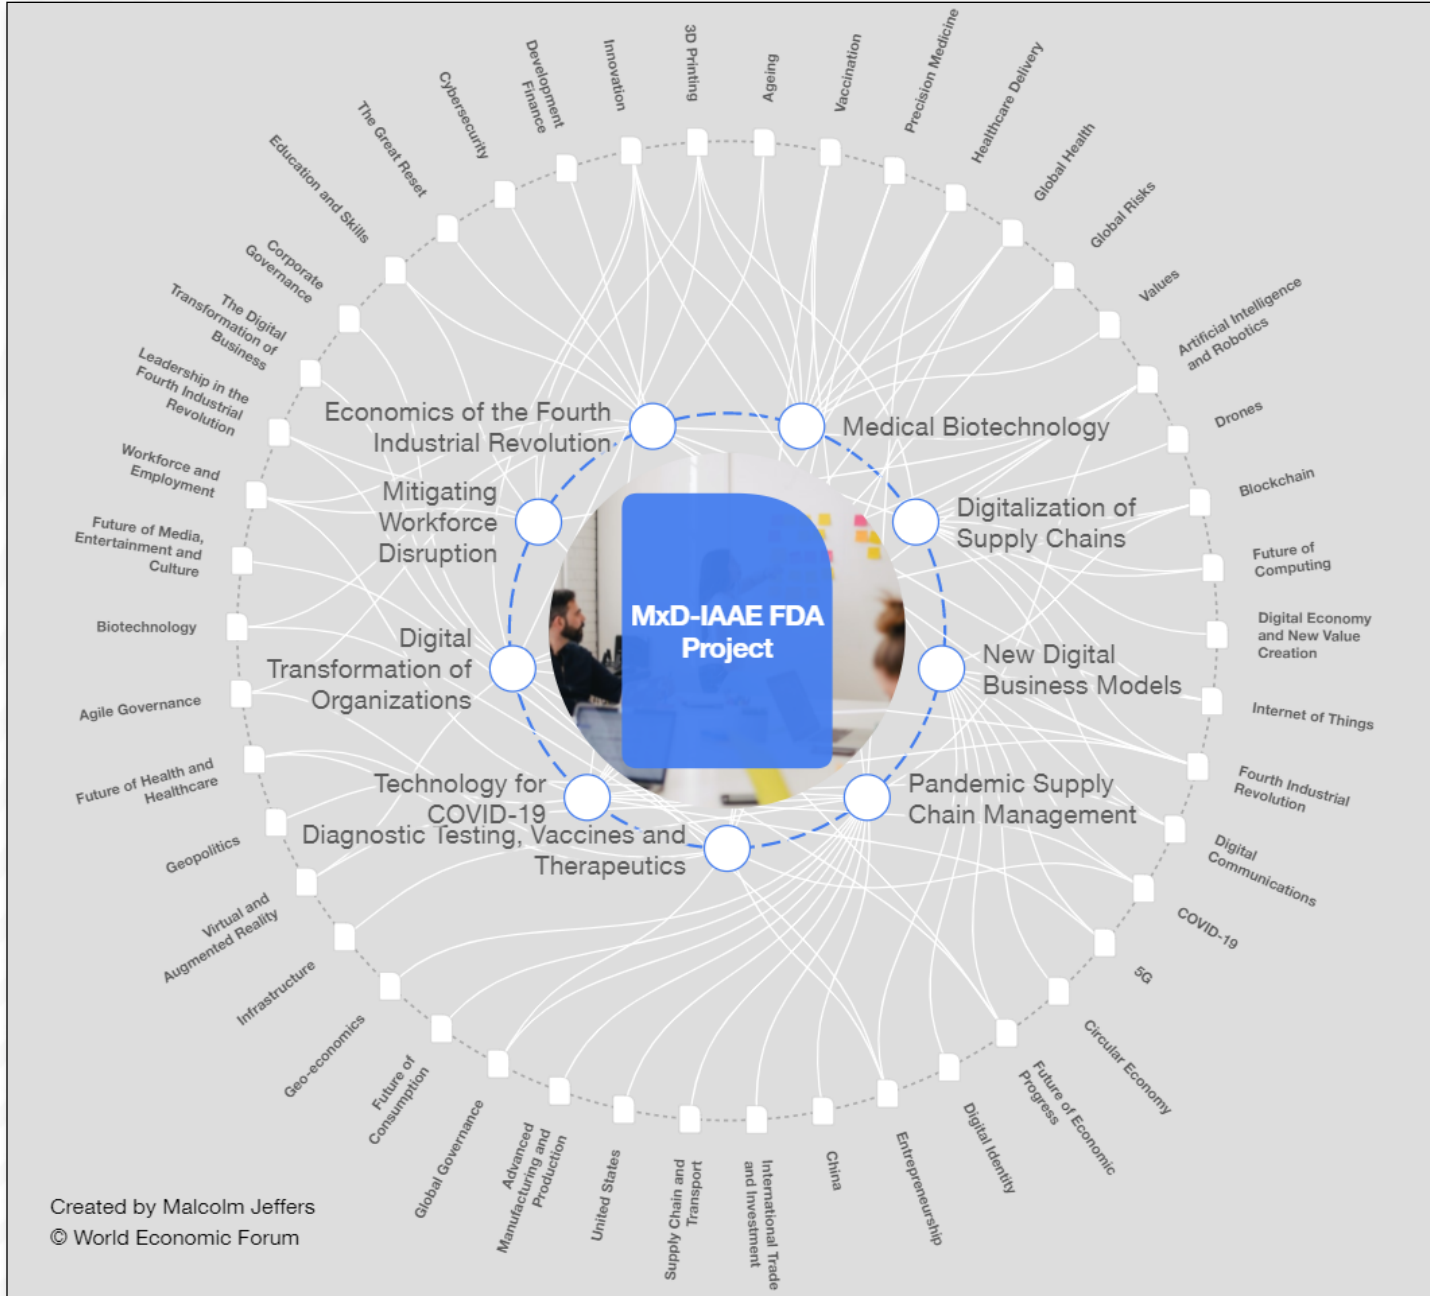 MxD-IAAE FDA
Project
Economics of the Fourth
Industrial Revolution
Medical Biotechnology
Digitalization of
Supply Chains
New Digital
Business Models
Pandemic Supply
Chain Management
Diagnostic Testing, Vaccines and
Therapeutics
Technology for
COVID-19
Digital
Transformation of
Organizations
Mitigating
Workforce
Disruption
3D Printing
Ageing
Vaccination
Precision Medicine
Healthcare Delivery
Global Health
Global Risks
Values
Artificial Intelligence
and Robotics
Drones
Blockchain
Future of
Computing
Digital Economy
and New Value
Creation
Internet of Things
Fourth Industrial
Revolution
Digital
Communications
COVID-19
5G
Circular Economy
Future of Economic
Progress
Digital Identity
Entrepreneurship
China
International Trade
and Investment
Supply Chain and
Transport
United States
Advanced
Manufacturing and
Production
Global Governance
Future of
Consumption
Geo-economics
Infrastructure
Virtual and
Augmented Reality
Geopolitics
Future of Health and
Healthcare
Agile Governance
Biotechnology
Future of Media,
Entertainment and
Culture
Workforce and
Employment
Leadership in the
Fourth Industrial
Revolution
The Digital
Transformation of
Business
Corporate
Governance
Education and Skills
The Great Reset
Cybersecurity
Development
Finance
Innovation
Created by Malcolm Jeffers
© World Economic Forum